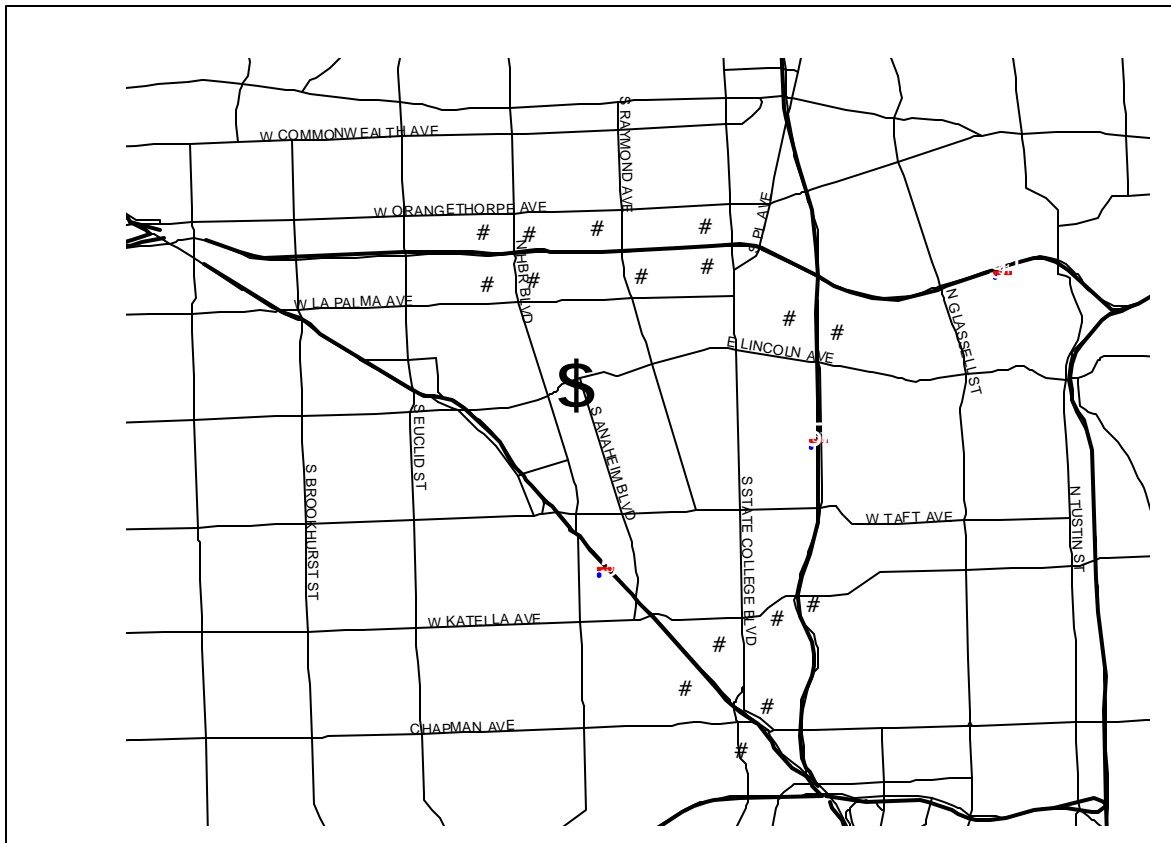 W COMMONWEALTH AVE
S RAYMOND AVE
W ORANGETHORPE AVE
S PL AVE
# # # #
N HBR BLVD
# # # #
W LA PALMA AVE
N GLASSELL ST
# #
E LINCOLN AVE
$
S EUCLID ST
S ANAHEIM BLVD
S BROOKHURST ST
S STATE COLLEGE BLVD
W TAFT AVE
N TUSTIN ST
W KATELLA AVE
# #
#
#
#
CHAPMAN AVE
#